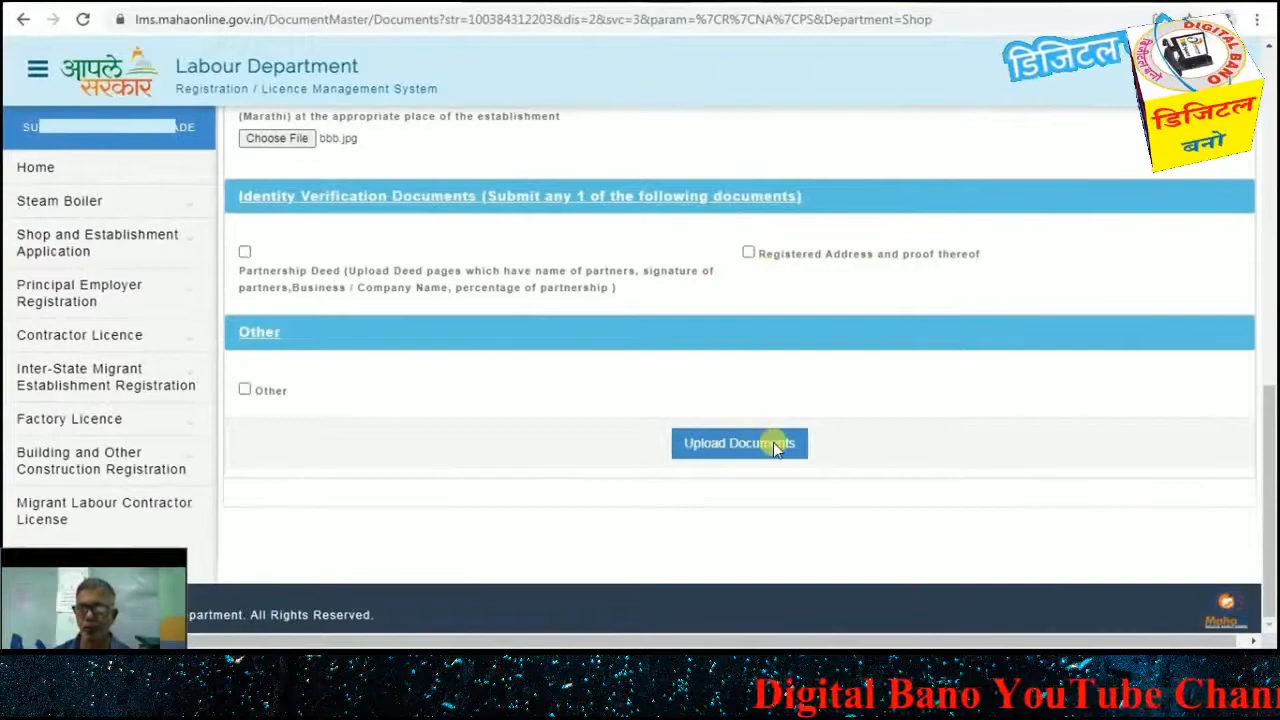 lms.mahaonline.gov.in/DocumentMaster/Documents?str=100384312203&dis=2&svc=3&param=%7CR%7CNA%7CPS&Department=Shop
आपले
सरकार
Labour Department
Registration / Licence Management System
डिजिटल
DIGITAL BANO
डिजिटल
बनो
SU
ADE
Home
Steam Boiler
Shop and Establishment
Application
Principal Employer
Registration
Contractor Licence
Inter-State Migrant
Establishment Registration
Factory Licence
Building and Other
Construction Registration
Migrant Labour Contractor
License
(Marathi) at the appropriate place of the establishment
Choose File bbb.jpg
Identity Verification Documents (Submit any 1 of the following documents)
Partnership Deed (Upload Deed pages which have name of partners, signature of
partners,Business / Company Name, percentage of partnership )
Registered Address and proof thereof
Other
Other
Upload Documents
partment. All Rights Reserved.
Maha
Digital Bano YouTube Chan